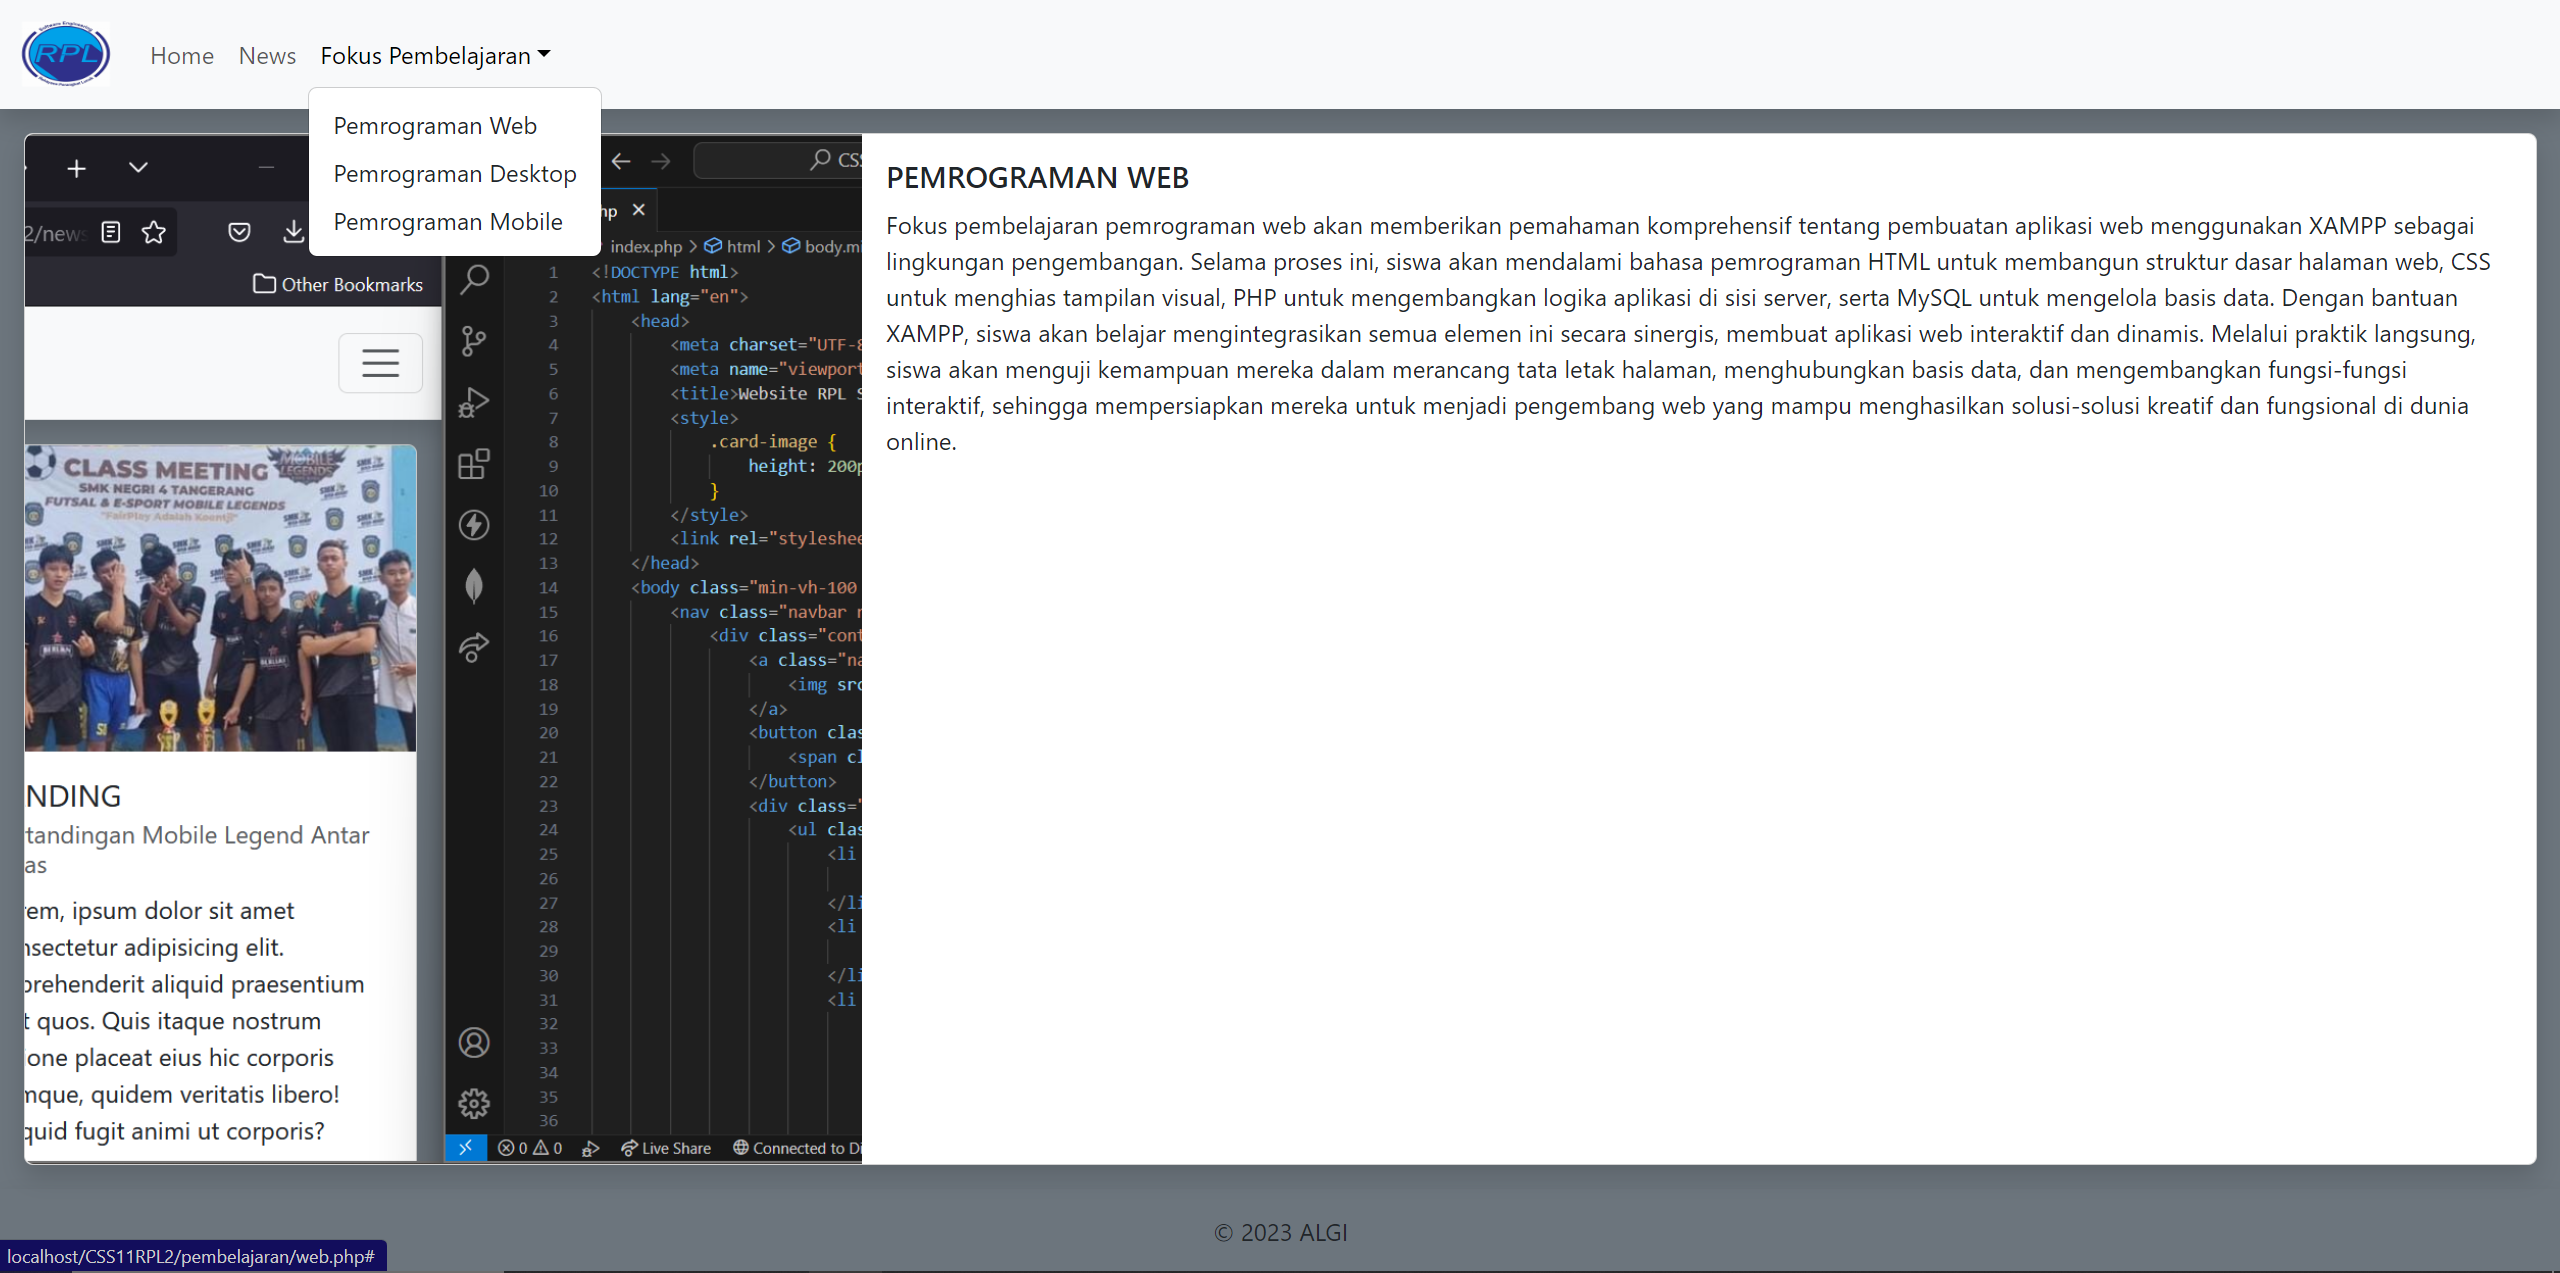 RPL
Home News Fokus Pembelajaran
Pemrograman Web
Pemrograman Desktop
Pemrograman Mobile
2/news
Other Bookmarks
CLASS MEETING
SMK NEGRI 4 TANGERANG
FUTSAL & E-SPORT MOBILE LEGENDS
"FairPlay Adalah Koentji"
MOBILE LEGENDS
NDING
tandingan Mobile Legend Antar
as
em, ipsum dolor sit amet
nsectetur adipisicing elit.
prehenderit aliquid praesentium
t quos. Quis itaque nostrum
ione placeat eius hic corporis
mque, quidem veritatis libero!
quid fugit animi ut corporis?
CSS
hp
index.php > html > body.mi
1 <!DOCTYPE html>
2 <html lang="en">
3 <head>
4 <meta charset="UTF-8
5 <meta name="viewport
6 <title>Website RPL S
7 <style>
8 .card-image {
9 height: 200p
10 }
11 </style>
12 <link rel="styleshee
13 </head>
14 <body class="min-vh-100
15 <nav class="navbar n
16 <div class="cont
17 <a class="na
18 <img src
19 </a>
20 <button clas
21 <span cl
22 </button>
23 <div class="
24 <ul clas
25 <li
26
27 </li
28 <li
29
30 </li
31 <li
32
33
34
35
36
0 0 Live Share Connected to Di
PEMROGRAMAN WEB
Fokus pembelajaran pemrograman web akan memberikan pemahaman komprehensif tentang pembuatan aplikasi web menggunakan XAMPP sebagai
lingkungan pengembangan. Selama proses ini, siswa akan mendalami bahasa pemrograman HTML untuk membangun struktur dasar halaman web, CSS
untuk menghias tampilan visual, PHP untuk mengembangkan logika aplikasi di sisi server, serta MySQL untuk mengelola basis data. Dengan bantuan
XAMPP, siswa akan belajar mengintegrasikan semua elemen ini secara sinergis, membuat aplikasi web interaktif dan dinamis. Melalui praktik langsung,
siswa akan menguji kemampuan mereka dalam merancang tata letak halaman, menghubungkan basis data, dan mengembangkan fungsi-fungsi
interaktif, sehingga mempersiapkan mereka untuk menjadi pengembang web yang mampu menghasilkan solusi-solusi kreatif dan fungsional di dunia
online.
© 2023 ALGI
localhost/CSS11RPL2/pembelajaran/web.php#